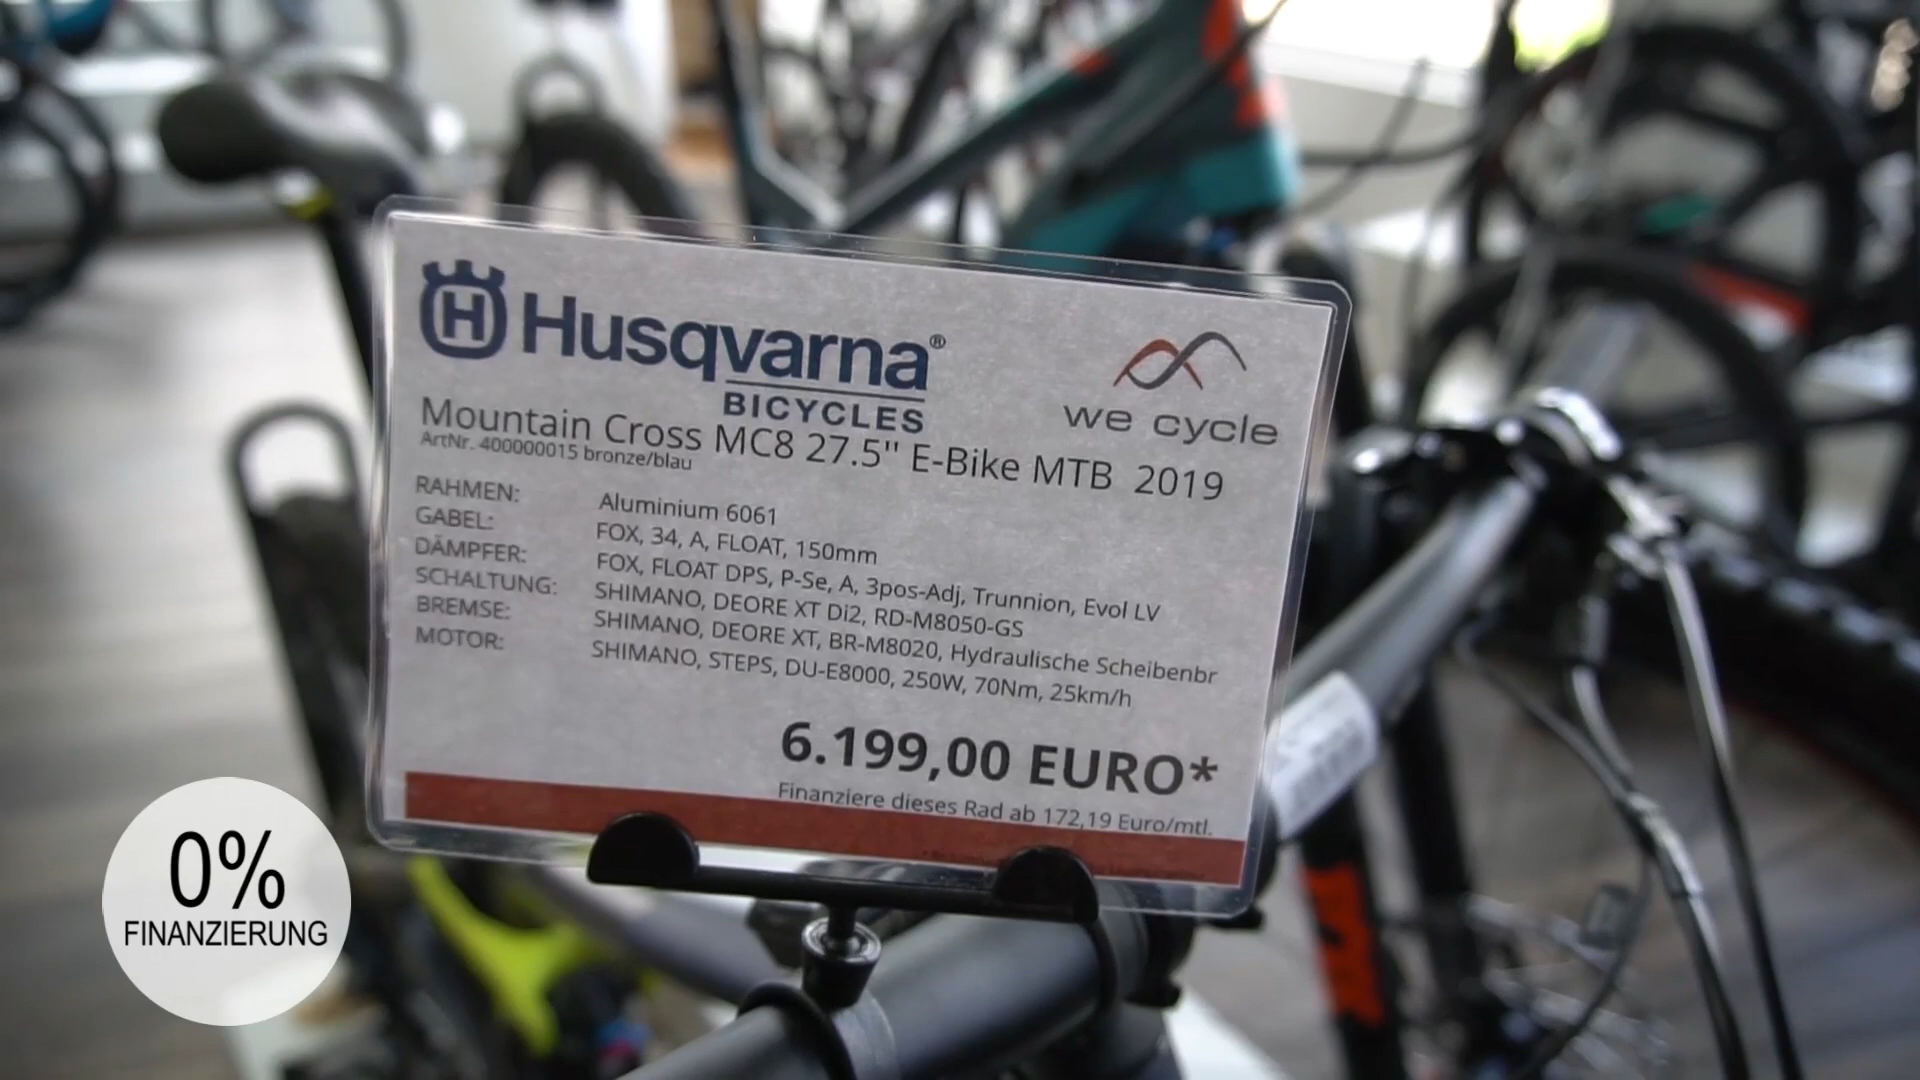 H Husqvarna®
BICYCLES
we cycle
Mountain Cross MC8 27.5" E-Bike MTB 2019
ArtNr. 400000015 bronze/blau
RAHMEN: Aluminium 6061
GABEL: FOX, 34, A, FLOAT, 150mm
DÄMPFER: FOX, FLOAT DPS, P-Se, A, 3pos-Adj, Trunnion, Evol LV
SCHALTUNG: SHIMANO, DEORE XT Di2, RD-M8050-GS
BREMSE: SHIMANO, DEORE XT, BR-M8020, Hydraulische Scheibenbr
MOTOR: SHIMANO, STEPS, DU-E8000, 250W, 70Nm, 25km/h
6.199,00 EURO*
Finanziere dieses Rad ab 172,19 Euro/mtl.
0%
FINANZIERUNG